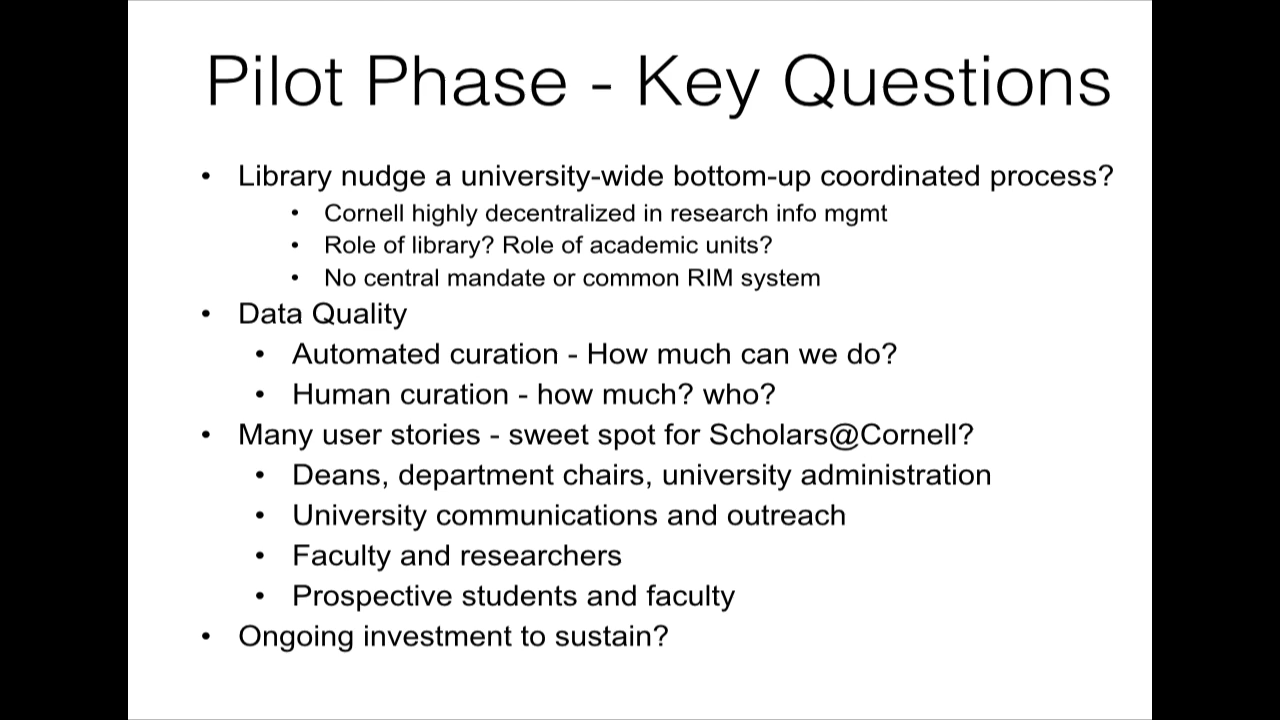 Pilot Phase - Key Questions
• Library nudge a university-wide bottom-up coordinated process?
• Cornell highly decentralized in research info mgmt
• Role of library? Role of academic units?
• No central mandate or common RIM system
• Data Quality
• Automated curation - How much can we do?
• Human curation - how much? who?
• Many user stories - sweet spot for Scholars@Cornell?
• Deans, department chairs, university administration
• University communications and outreach
• Faculty and researchers
• Prospective students and faculty
• Ongoing investment to sustain?